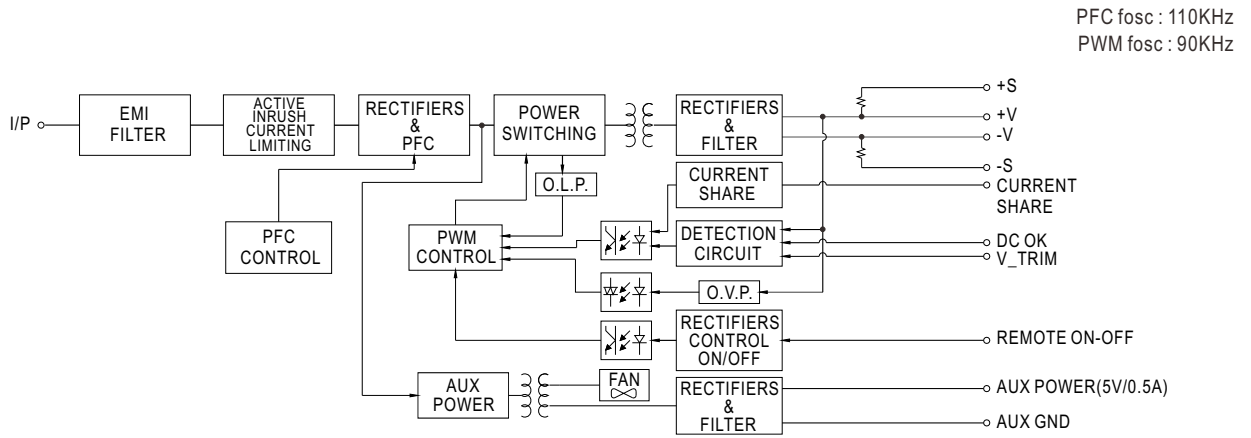 PFC fosc : 110KHz
PWM fosc : 90KHz
I/P
EMI
FILTER
ACTIVE
INRUSH
CURRENT
LIMITING
RECTIFIERS
&
PFC
POWER
SWITCHING
RECTIFIERS
&
FILTER
+S
+V
-V
-S
O.L.P.
CURRENT
SHARE
CURRENT
SHARE
PFC
CONTROL
PWM
CONTROL
DETECTION
CIRCUIT
DC OK
V_TRIM
O.V.P.
RECTIFIERS
CONTROL
ON/OFF
REMOTE ON-OFF
AUX
POWER
FAN
RECTIFIERS
&
FILTER
AUX POWER(5V/0.5A)
AUX GND